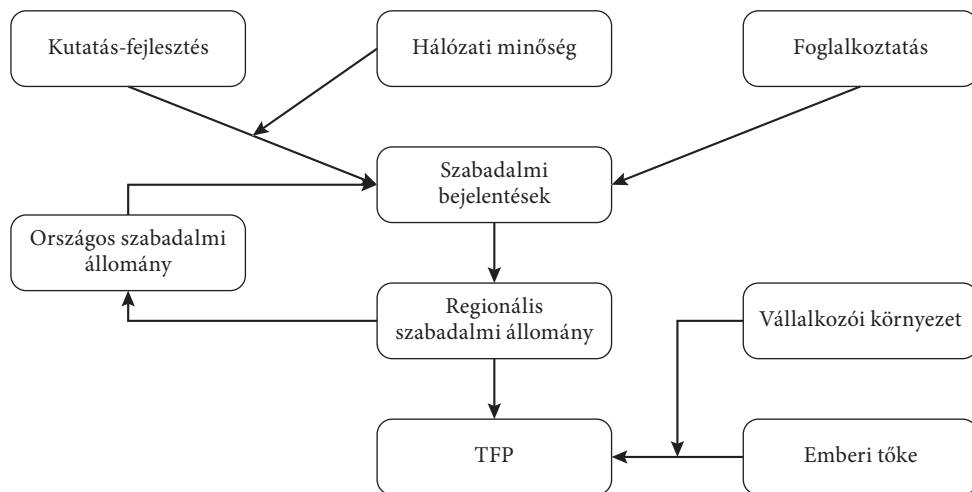 Kutatás-fejlesztés
Hálózati minőség
Foglalkoztatás
Szabadalmi
bejelentések
Országos szabadalmi
állomány
Regionális
szabadalmi állomány
Vállalkozói környezet
TFP
Emberi tőke